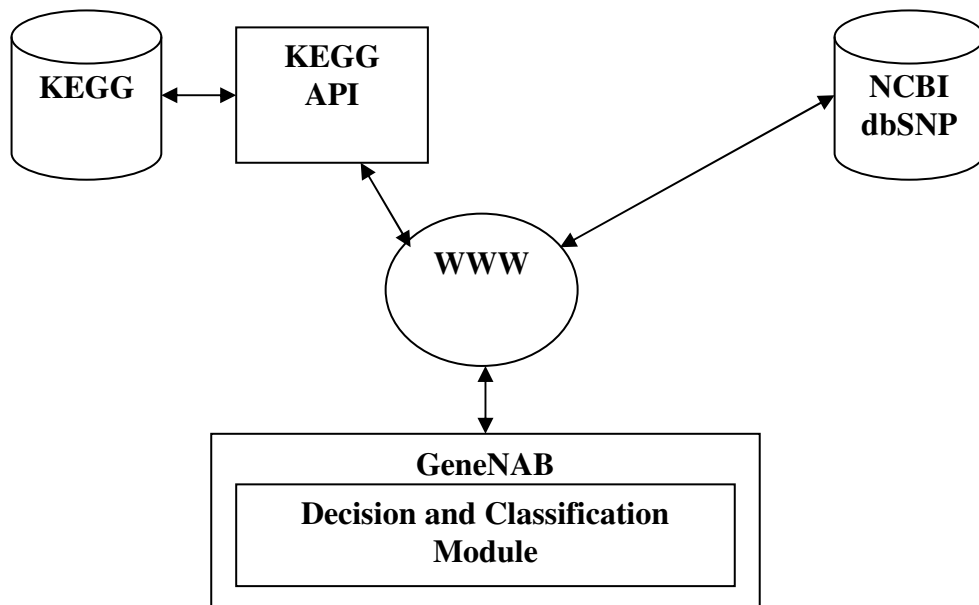 KEGG
KEGG
API
NCBI
dbSNP
WWW
GeneNAB
Decision and Classification
Module